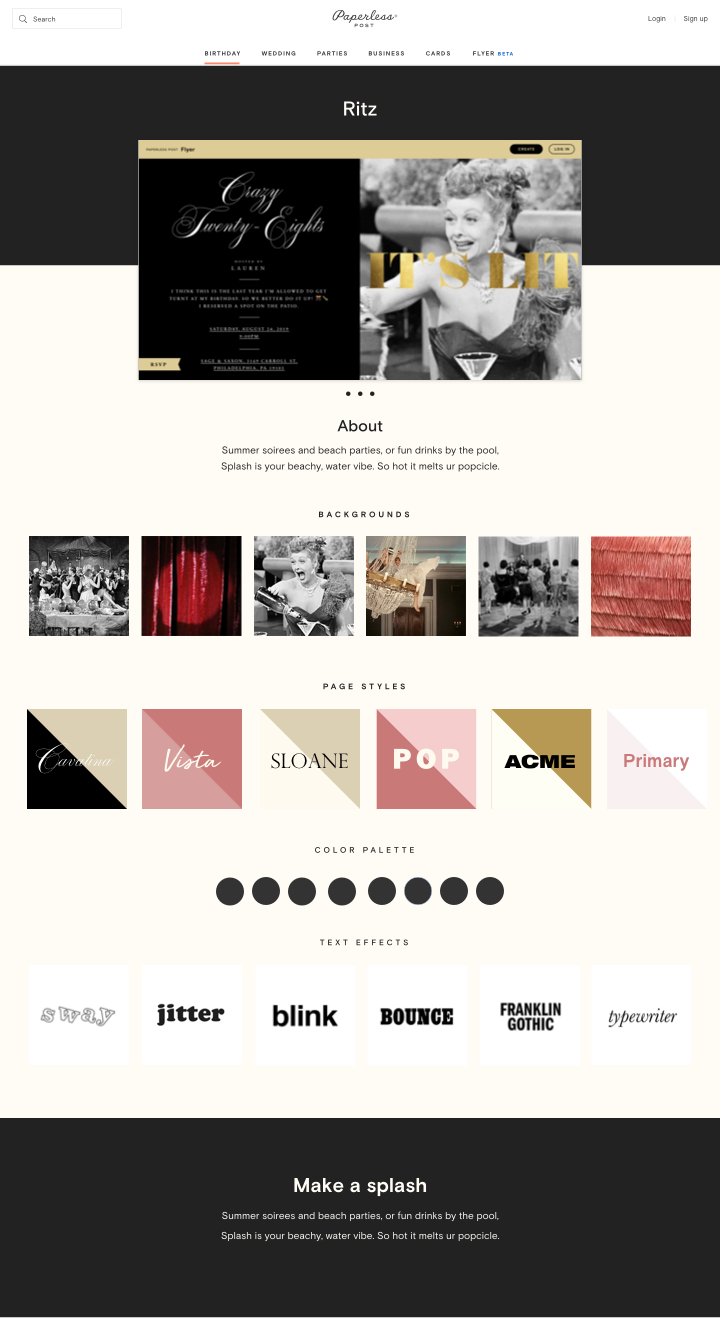 Search
Paperless
POST
Login
Sign up
BIRTHDAY
WEDDING
PARTIES
BUSINESS
CARDS
FLYER BETA
Ritz
PAPERLESS POST Flyer
CREATE
LOG IN
Crazy
Twenty-Eights
HOSTED BY
LAUREN
I THINK THIS IS THE LAST YEAR I'M ALLOWED TO GET
TURNT AT MY BIRTHDAY, SO WE BETTER DO IT UP!
I RESERVED A SPOT ON THE PATIO.
SATURDAY, AUGUST 24, 2019
9:00PM
SAGE & SAXON, 1109 CARROLL ST.
PHILADELPHIA, PA
RSVP
IT'S LIT
About
Summer soirees and beach parties, or fun drinks by the pool,
Splash is your beachy, water vibe. So hot it melts ur popcicle.
BACKGROUNDS
PAGE STYLES
Carolina
Vista
SLOANE
POP
ACME
Primary
COLOR PALETTE
TEXT EFFECTS
sway
jitter
blink
BOUNCE
FRANKLIN
GOTHIC
typewriter
Make a splash
Summer soirees and beach parties, or fun drinks by the pool,
Splash is your beachy, water vibe. So hot it melts ur popcicle.